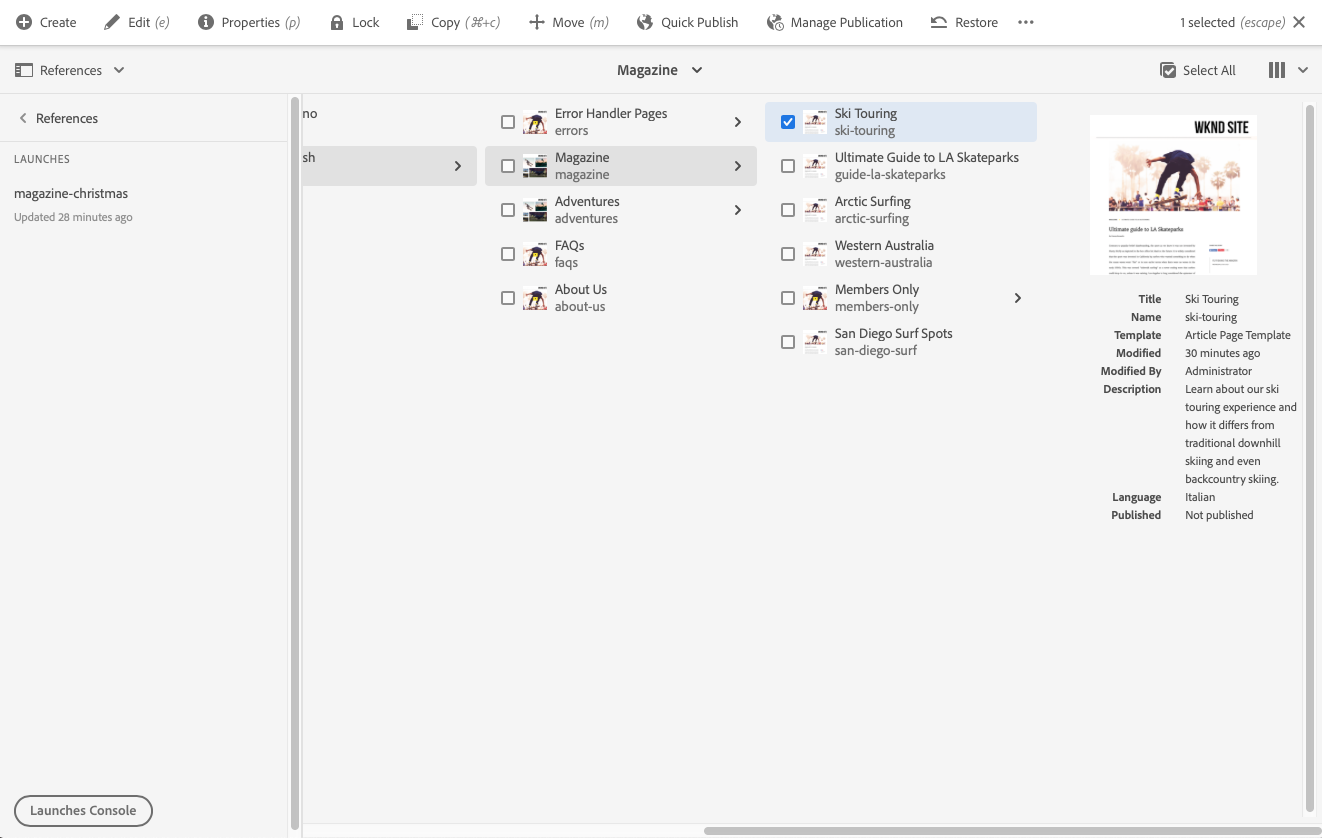 Create
Edit (e)
Properties (p)
Lock
Copy (⌘+c)
Move (m)
Quick Publish
Manage Publication
Restore
1 selected (escape)
References
Magazine
Select All
References
LAUNCHES
magazine-christmas
Updated 28 minutes ago
Launches Console
no
sh
Error Handler Pages
errors
Magazine
magazine
Adventures
adventures
FAQs
faqs
About Us
about-us
Ski Touring
ski-touring
Ultimate Guide to LA Skateparks
guide-la-skateparks
Arctic Surfing
arctic-surfing
Western Australia
western-australia
Members Only
members-only
San Diego Surf Spots
san-diego-surf
WKND SITE
Ultimate guide to LA Skateparks
Title Ski Touring
Name ski-touring
Template Article Page Template
Modified 30 minutes ago
Modified By Administrator
Description Learn about our ski
touring experience and
how it differs from
traditional downhill
skiing and even
backcountry skiing.
Language Italian
Published Not published